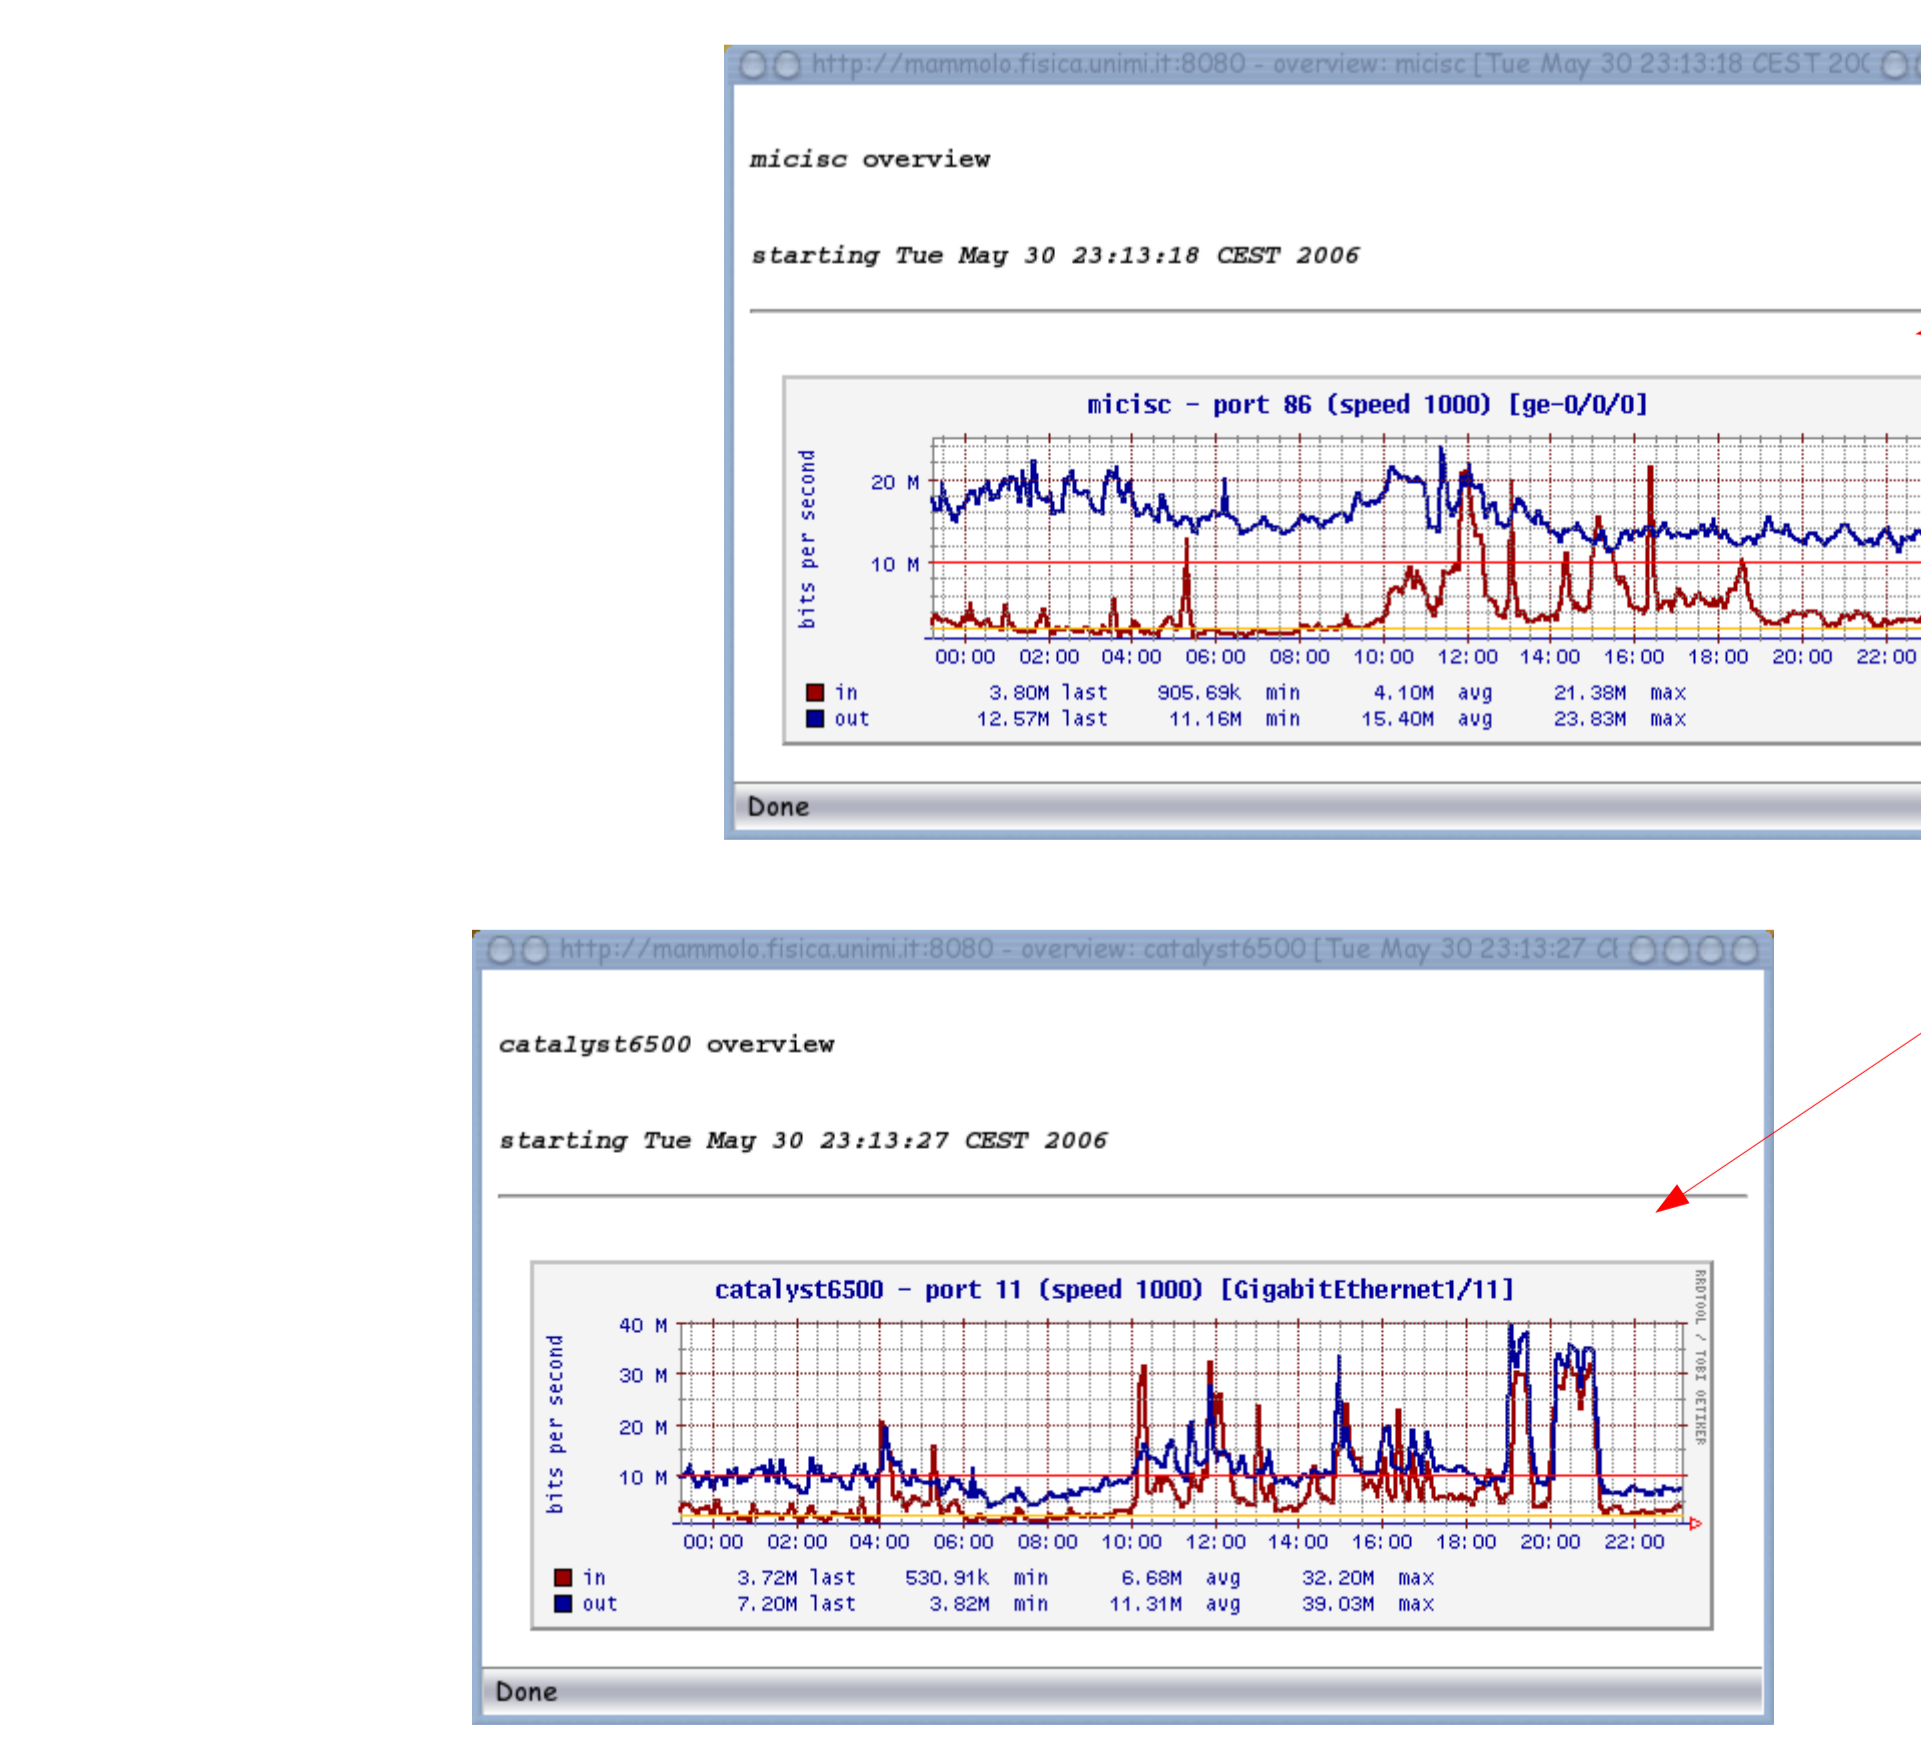 http://mammolo.fisica.unimi.it:8080 - overview: micisc [Tue May 30 23:13:18 CEST 200
micisc overview
starting Tue May 30 23:13:18 CEST 2006
micisc - port 86 (speed 1000) [ge-0/0/0]
bits per second
20 M
10 M
00:00 02:00 04:00 06:00 08:00 10:00 12:00 14:00 16:00 18:00 20:00 22:00
in 3.80M last 905.69k min 4.10M avg 21.38M max
out 12.57M last 11.16M min 15.40M avg 23.83M max
Done
http://mammolo.fisica.unimi.it:8080 - overview: catalyst6500 [Tue May 30 23:13:27 CE
catalyst6500 overview
starting Tue May 30 23:13:27 CEST 2006
catalyst6500 - port 11 (speed 1000) [GigabitEthernet1/11]
RRDTOOL / TOBI OETIKER
bits per second
40 M
30 M
20 M
10 M
00:00 02:00 04:00 06:00 08:00 10:00 12:00 14:00 16:00 18:00 20:00 22:00
in 3.72M last 530.91k min 6.68M avg 32.20M max
out 7.20M last 3.82M min 11.31M avg 39.03M max
Done